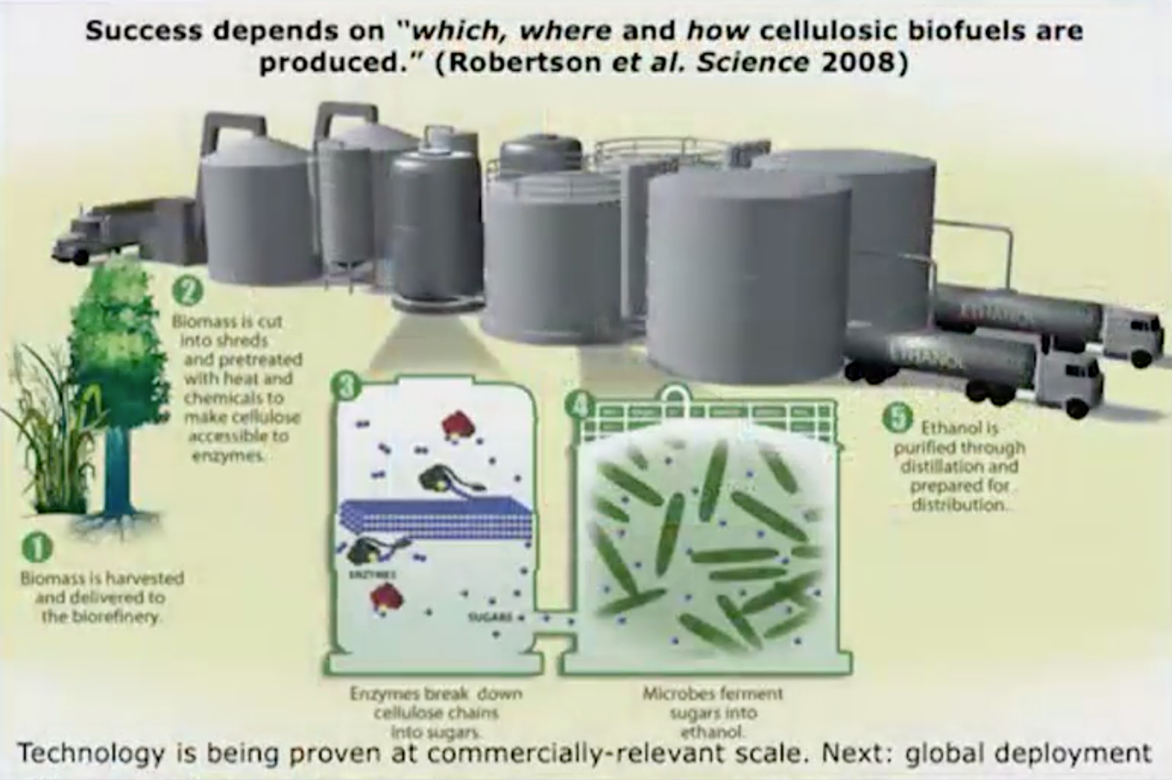 Success depends on "which, where and how cellulosic biofuels are
produced." (Robertson et al. Science 2008)
2
Biomass is cut
into shreds
and pretreated
with heat and
chemicals to
make cellulose
accessible to
enzymes.
1
Biomass is harvested
and delivered to
the biorefinery.
3
ENZYMES
SUGARS
Enzymes break down
cellulose chains
into sugars.
4
Microbes ferment
sugars into
ethanol.
ETHANOL
ETHANOL
5
Ethanol is
purified through
distillation and
prepared for
distribution.
Technology is being proven at commercially-relevant scale. Next: global deployment